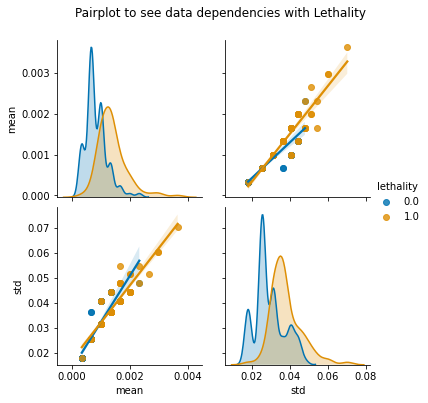 Pairplot to see data dependencies with Lethality
mean
0.003
0.002
0.001
0.000
lethality
0.0
1.0
std
0.07
0.06
0.05
0.04
0.03
0.02
0.000 0.002 0.004
mean
0.02 0.04 0.06 0.08
std